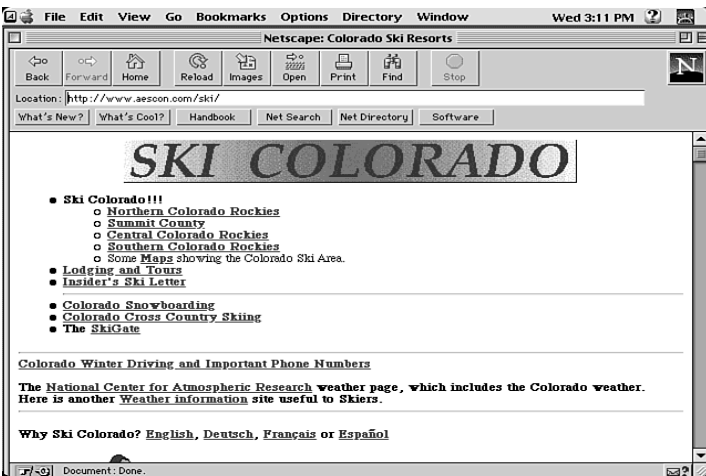 File Edit View Go Bookmarks Options Directory Window Wed 3:11 PM
Netscape: Colorado Ski Resorts
Back Forward Home Reload Images Open Print Find Stop
N
Location: http://www.aescon.com/ski/
What's New? What's Cool? Handbook Net Search Net Directory Software
SKI COLORADO
Ski Colorado!!!
Northern Colorado Rockies
Summit County
Central Colorado Rockies
Southern Colorado Rockies
Some Maps showing the Colorado Ski Area.
Lodging and Tours
Insider's Ski Letter
Colorado Snowboarding
Colorado Cross Country Skiing
The SkiGate
Colorado Winter Driving and Important Phone Numbers
The National Center for Atmospheric Research weather page, which includes the Colorado weather.
Here is another Weather information site useful to Skiers.
Why Ski Colorado? English, Deutsch, Français or Español
Document: Done.